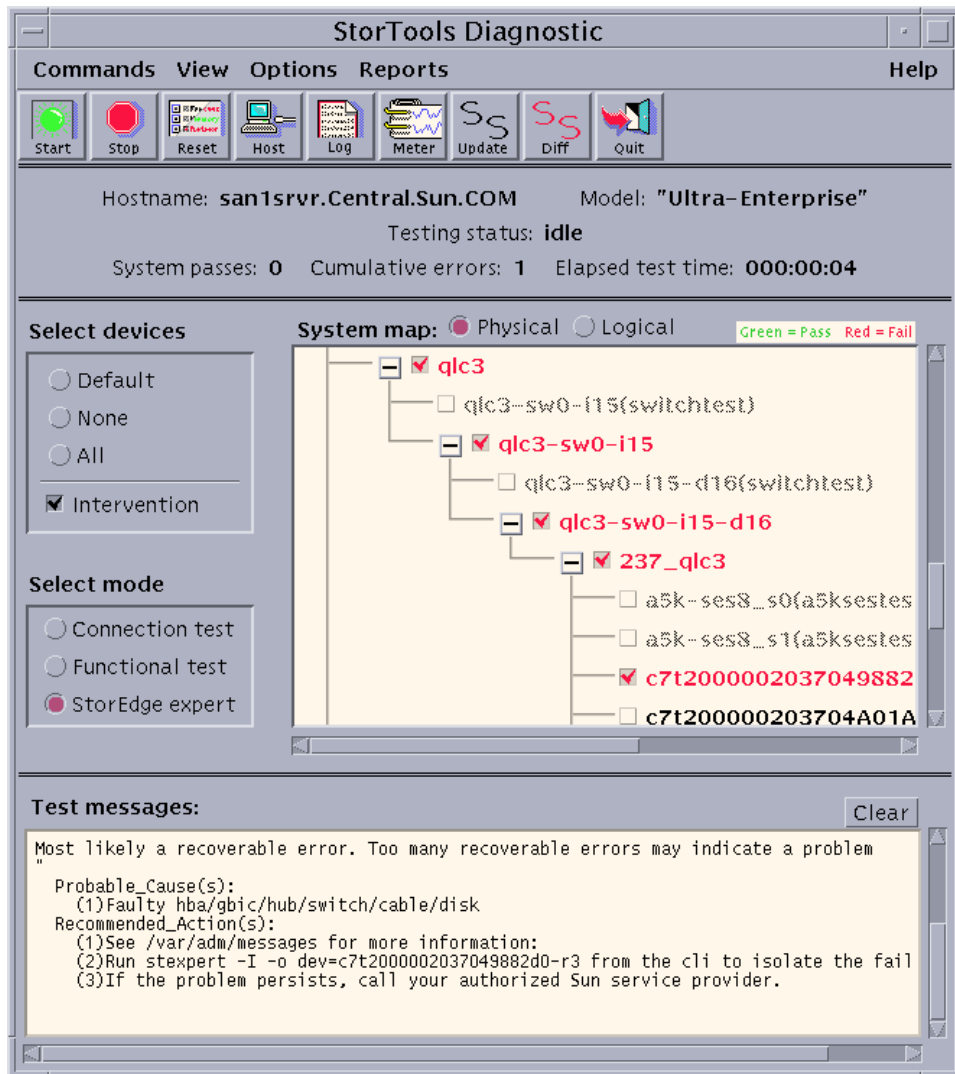 StorTools Diagnostic
Commands View Options Reports Help
Start Stop Reset Host Log Meter Update Diff Quit
Hostname: san1srvr.Central.Sun.COM Model: "Ultra-Enterprise"
Testing status: idle
System passes: 0 Cumulative errors: 1 Elapsed test time: 000:00:04
Select devices
Default
None
All
Intervention
Select mode
Connection test
Functional test
StorEdge expert
System map: Physical Logical Green = Pass Red = Fail
qlc3
qlc3-sw0-i15(switchtest)
qlc3-sw0-i15
qlc3-sw0-i15-d16(switchtest)
qlc3-sw0-i15-d16
237_qlc3
a5k-ses8_s0(a5ksestes
a5k-ses8_s1(a5ksestes
c7t2000002037049882
c7t200000203704A01A
Test messages: Clear
Most likely a recoverable error. Too many recoverable errors may indicate a problem
"
Probable_Cause(s):
(1)Faulty hba/gbic/hub/switch/cable/disk
Recommended_Action(s):
(1)See /var/adm/messages for more information:
(2)Run stexpert -I -o dev=c7t2000002037049882d0-r3 from the cli to isolate the fail
(3)If the problem persists, call your authorized Sun service provider.